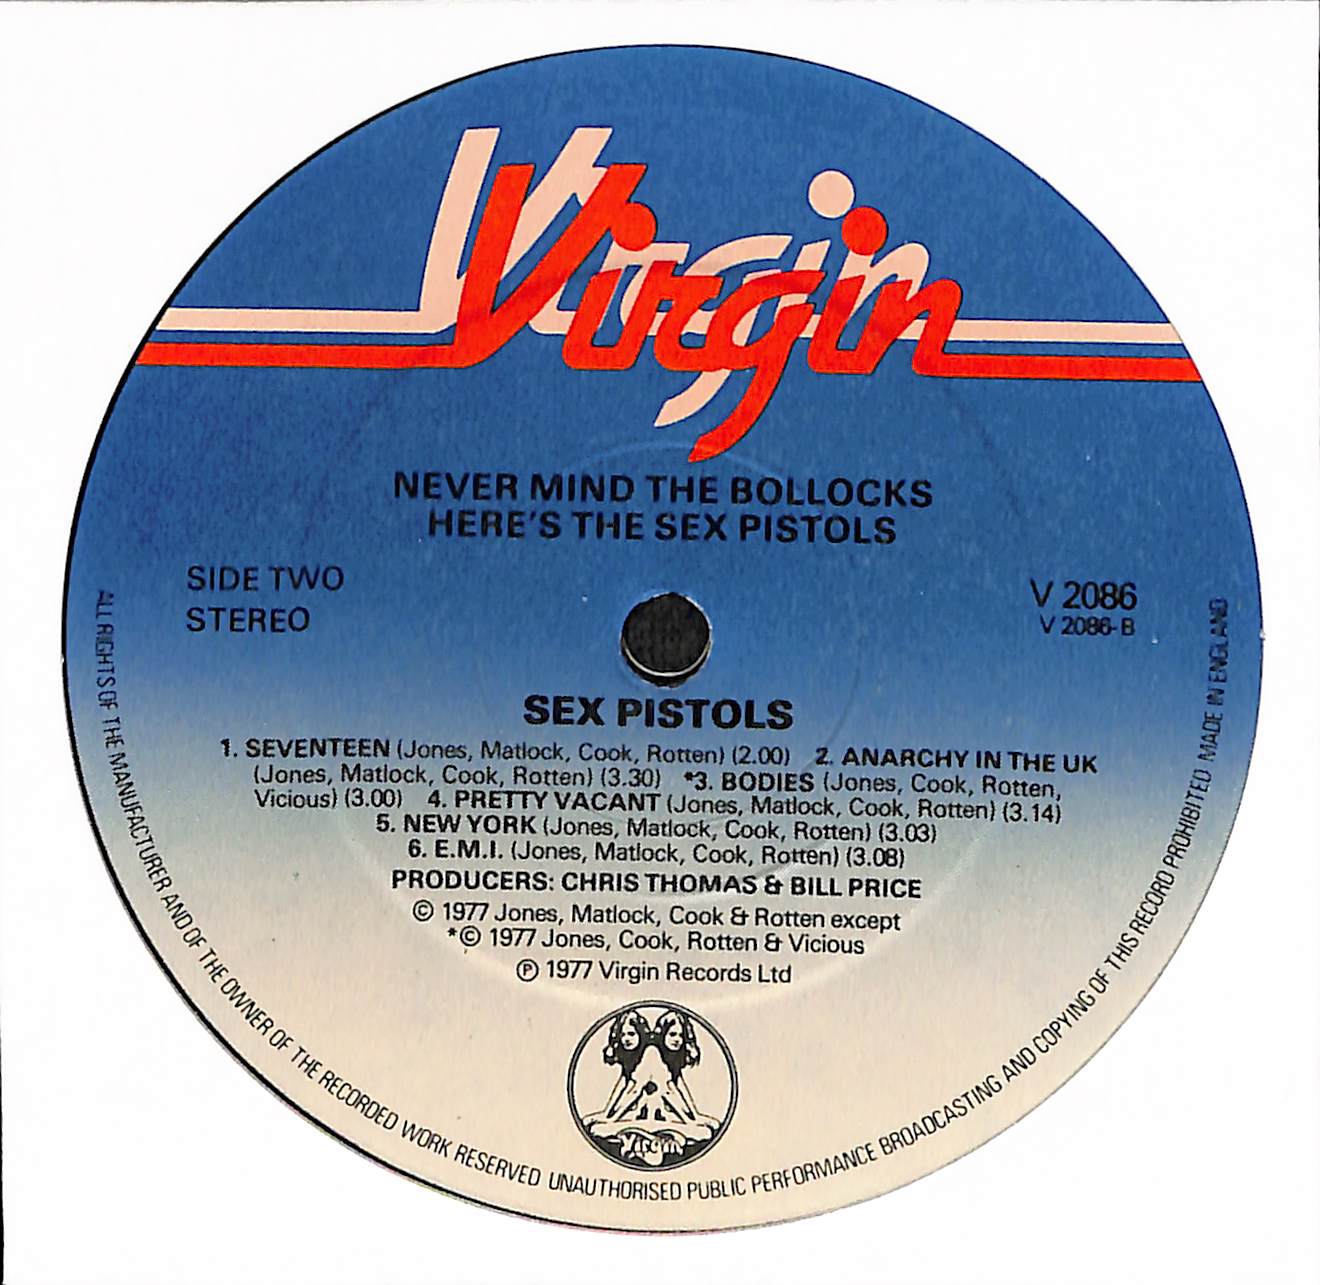 Virgin
NEVER MIND THE BOLLOCKS
HERE'S THE SEX PISTOLS
SIDE TWO
STEREO
V 2086
V 2086-B
SEX PISTOLS
1. SEVENTEEN (Jones, Matlock, Cook, Rotten) (2.00) 2. ANARCHY IN THE UK
(Jones, Matlock, Cook, Rotten) (3.30) *3. BODIES (Jones, Cook, Rotten,
Vicious) (3.00) 4. PRETTY VACANT (Jones, Matlock, Cook, Rotten) (3.14)
5. NEW YORK (Jones, Matlock, Cook, Rotten) (3.03)
6. E.M.I. (Jones, Matlock, Cook, Rotten) (3.08)
PRODUCERS: CHRIS THOMAS & BILL PRICE
© 1977 Jones, Matlock, Cook & Rotten except
*© 1977 Jones, Cook, Rotten & Vicious
℗ 1977 Virgin Records Ltd
Virgin
ALL RIGHTS OF THE MANUFACTURER AND OF THE OWNER OF THE RECORDED WORK RESERVED UNAUTHORISED PUBLIC PERFORMANCE BROADCASTING AND COPYING OF THIS RECORD PROHIBITED MADE IN ENGLAND